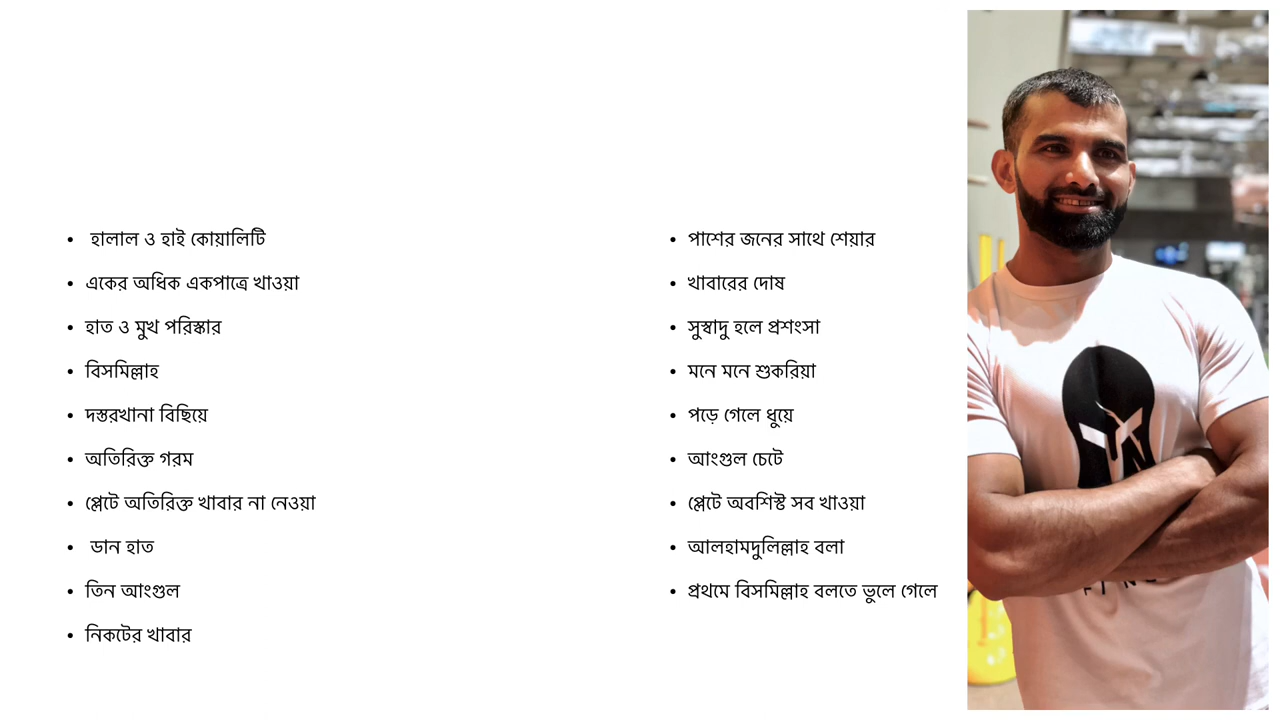 হালাল ও হাই কোয়ালিটি
একের অধিক একপাত্রে খাওয়া
হাত ও মুখ পরিস্কার
বিসমিল্লাহ
দস্তরখানা বিছিয়ে
অতিরিক্ত গরম
প্লেটে অতিরিক্ত খাবার না নেওয়া
ডান হাত
তিন আংগুল
নিকটের খাবার
পাশের জনের সাথে শেয়ার
খাবারের দোষ
সুস্বাদু হলে প্রশংসা
মনে মনে শুকরিয়া
পড়ে গেলে ধুয়ে
আংগুল চেটে
প্লেটে অবশিস্ট সব খাওয়া
আলহামদুলিল্লাহ বলা
প্রথমে বিসমিল্লাহ বলতে ভুলে গেলে